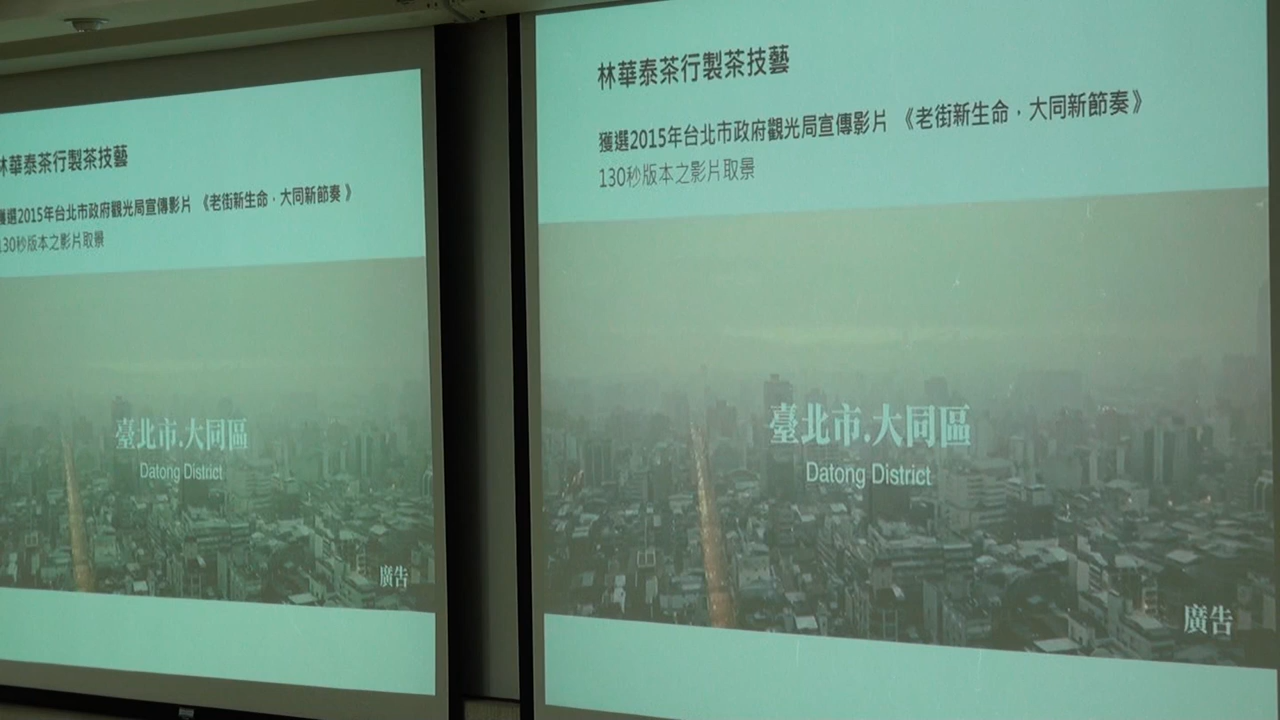 林華泰茶行製茶技藝
獲選2015年台北市政府觀光局宣傳影片 《老街新生命，大同新節奏 》
130秒版本之影片取景
臺北市.大同區
Datong District
廣告
林華泰茶行製茶技藝
獲選2015年台北市政府觀光局宣傳影片 《老街新生命，大同新節奏》
130秒版本之影片取景
臺北市.大同區
Datong District
廣告